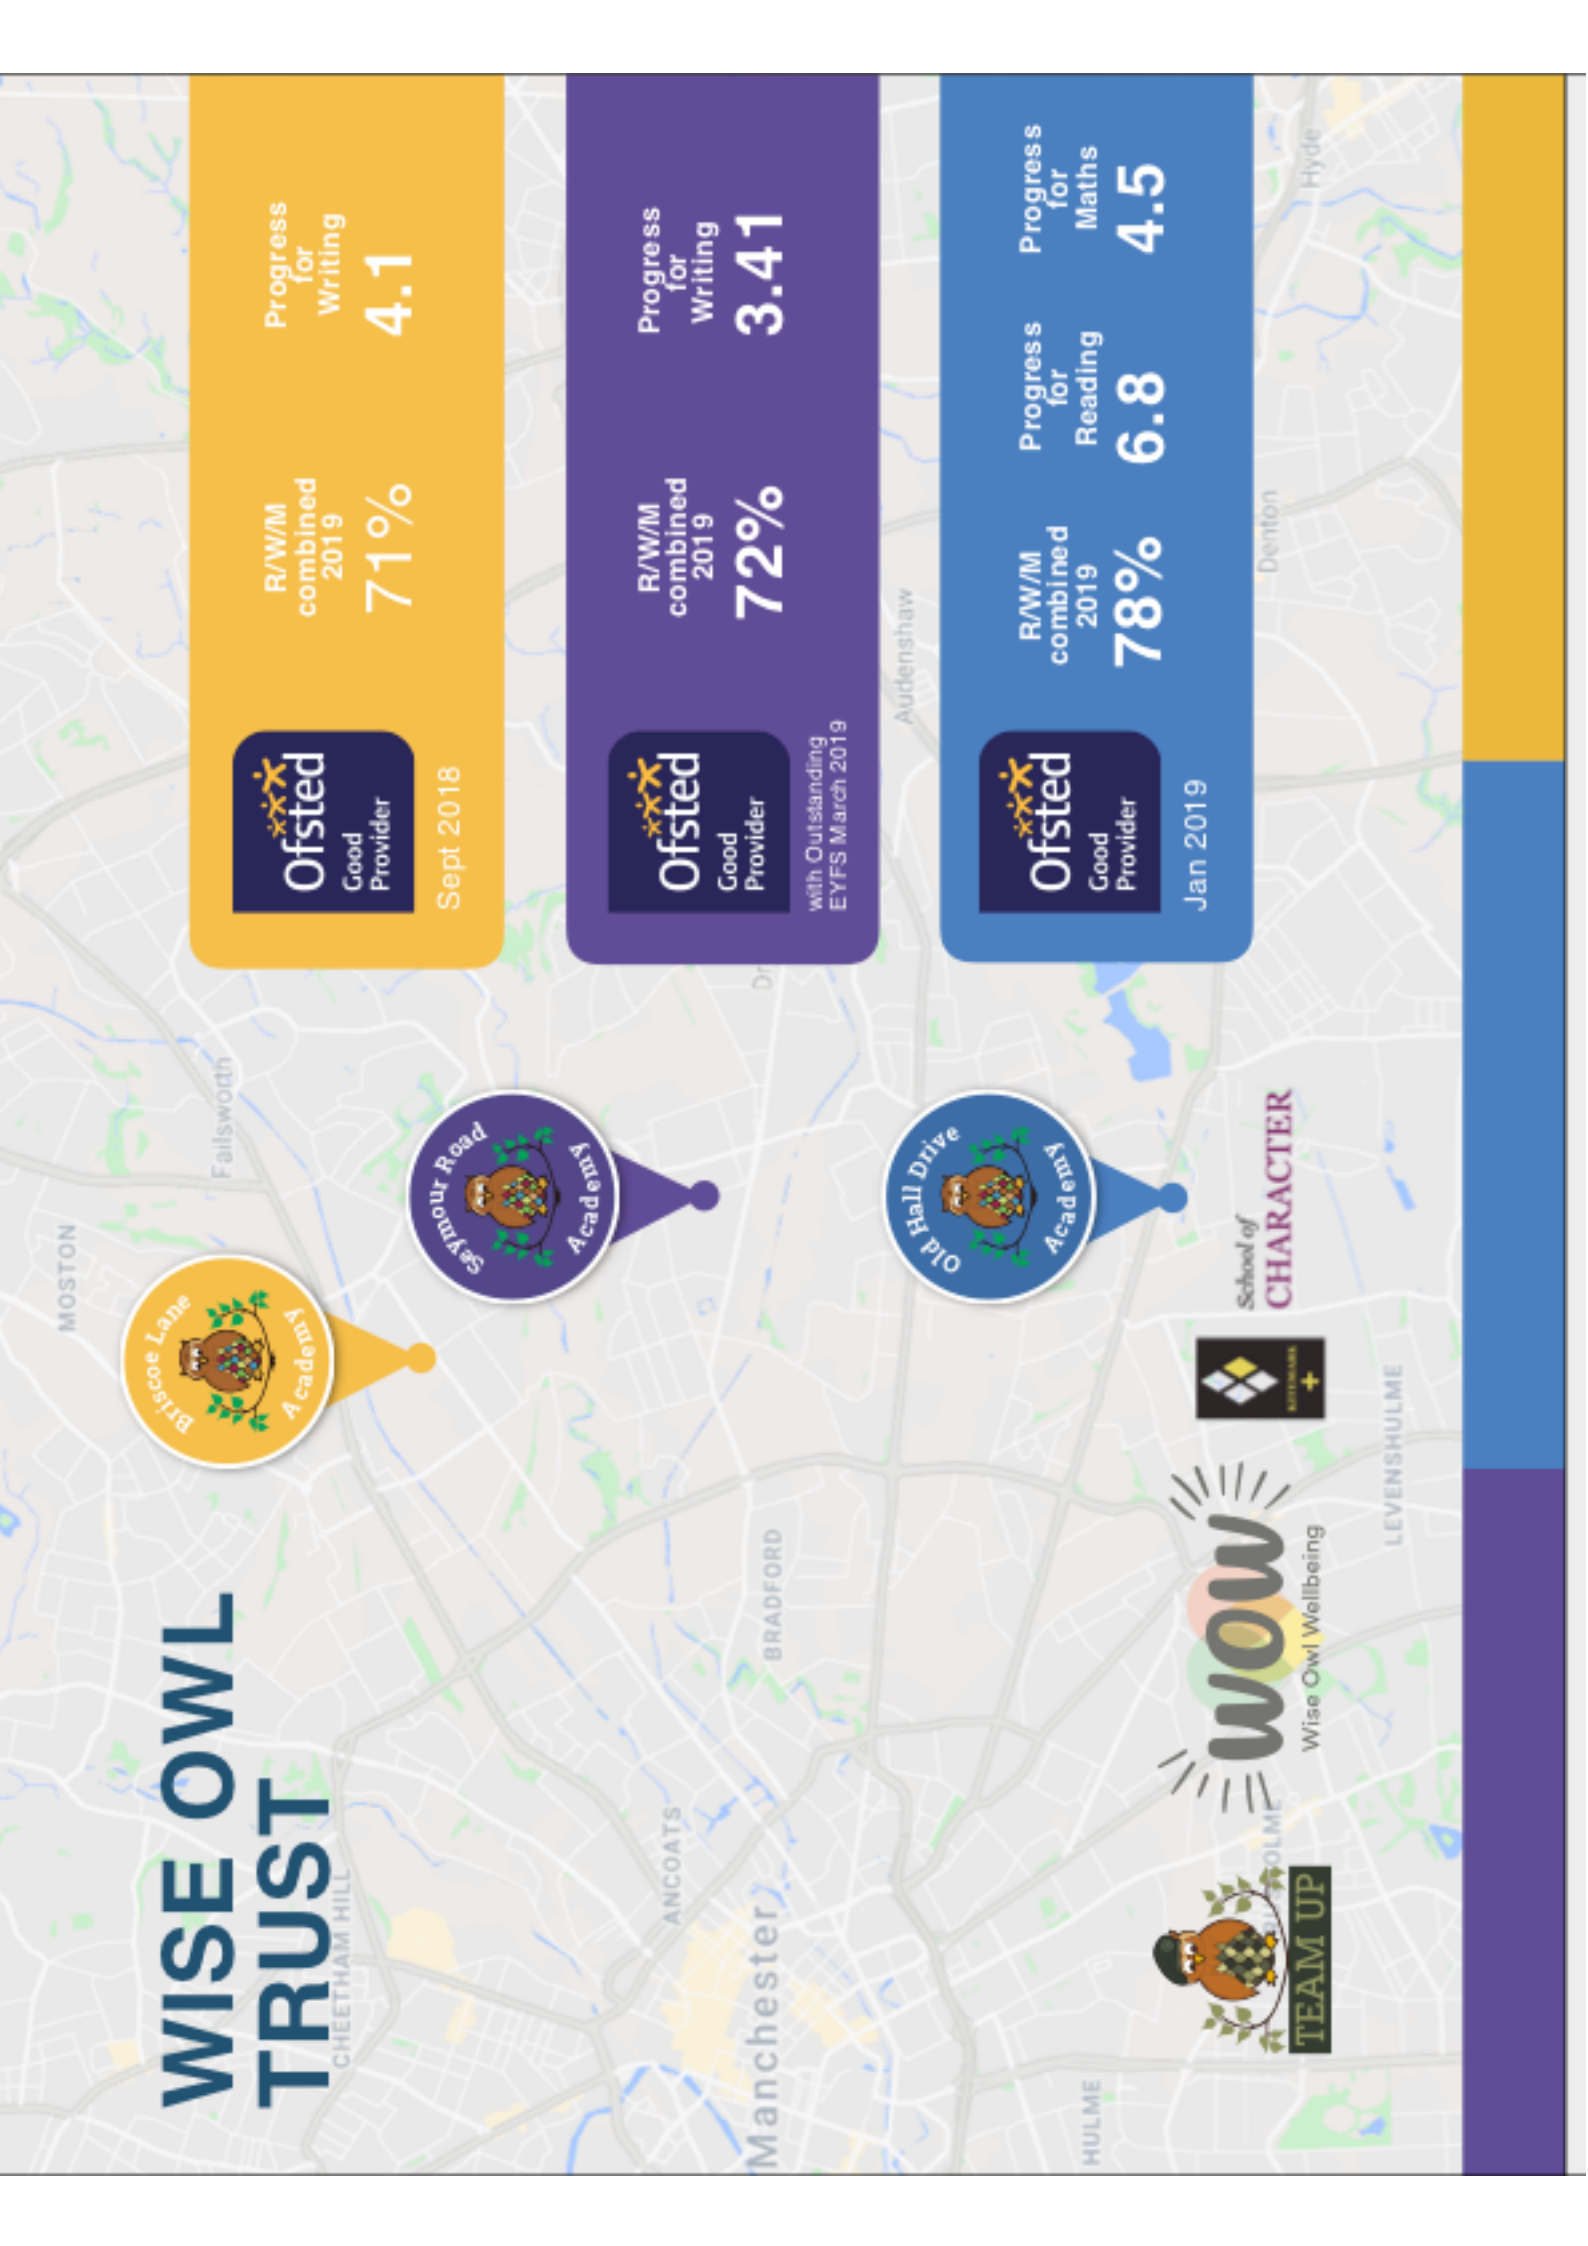 WISE OWL
TRUST
Briscoe Lane
Academy
Ofsted
Good
Provider
Sept 2018
R/W/M
combined
2019
71%
Progress
for
Writing
4.1
Seymour Road
Academy
Ofsted
Good
Provider
with Outstanding
EYFS March 2019
R/W/M
combined
2019
72%
Progress
for
Writing
3.41
Old Hall Drive
Academy
Ofsted
Good
Provider
Jan 2019
R/W/M
combined
2019
78%
Progress
for
Reading
6.8
Progress
for
Maths
4.5
TEAM UP
wow
Wise Owl Wellbeing
KITEMARK
+
School of
CHARACTER
MOSTON
Failsworth
CHEETHAM HILL
ANCOATS
Manchester
BRADFORD
Audenshaw
HULME
LEVENSHULME
Denton
Hyde